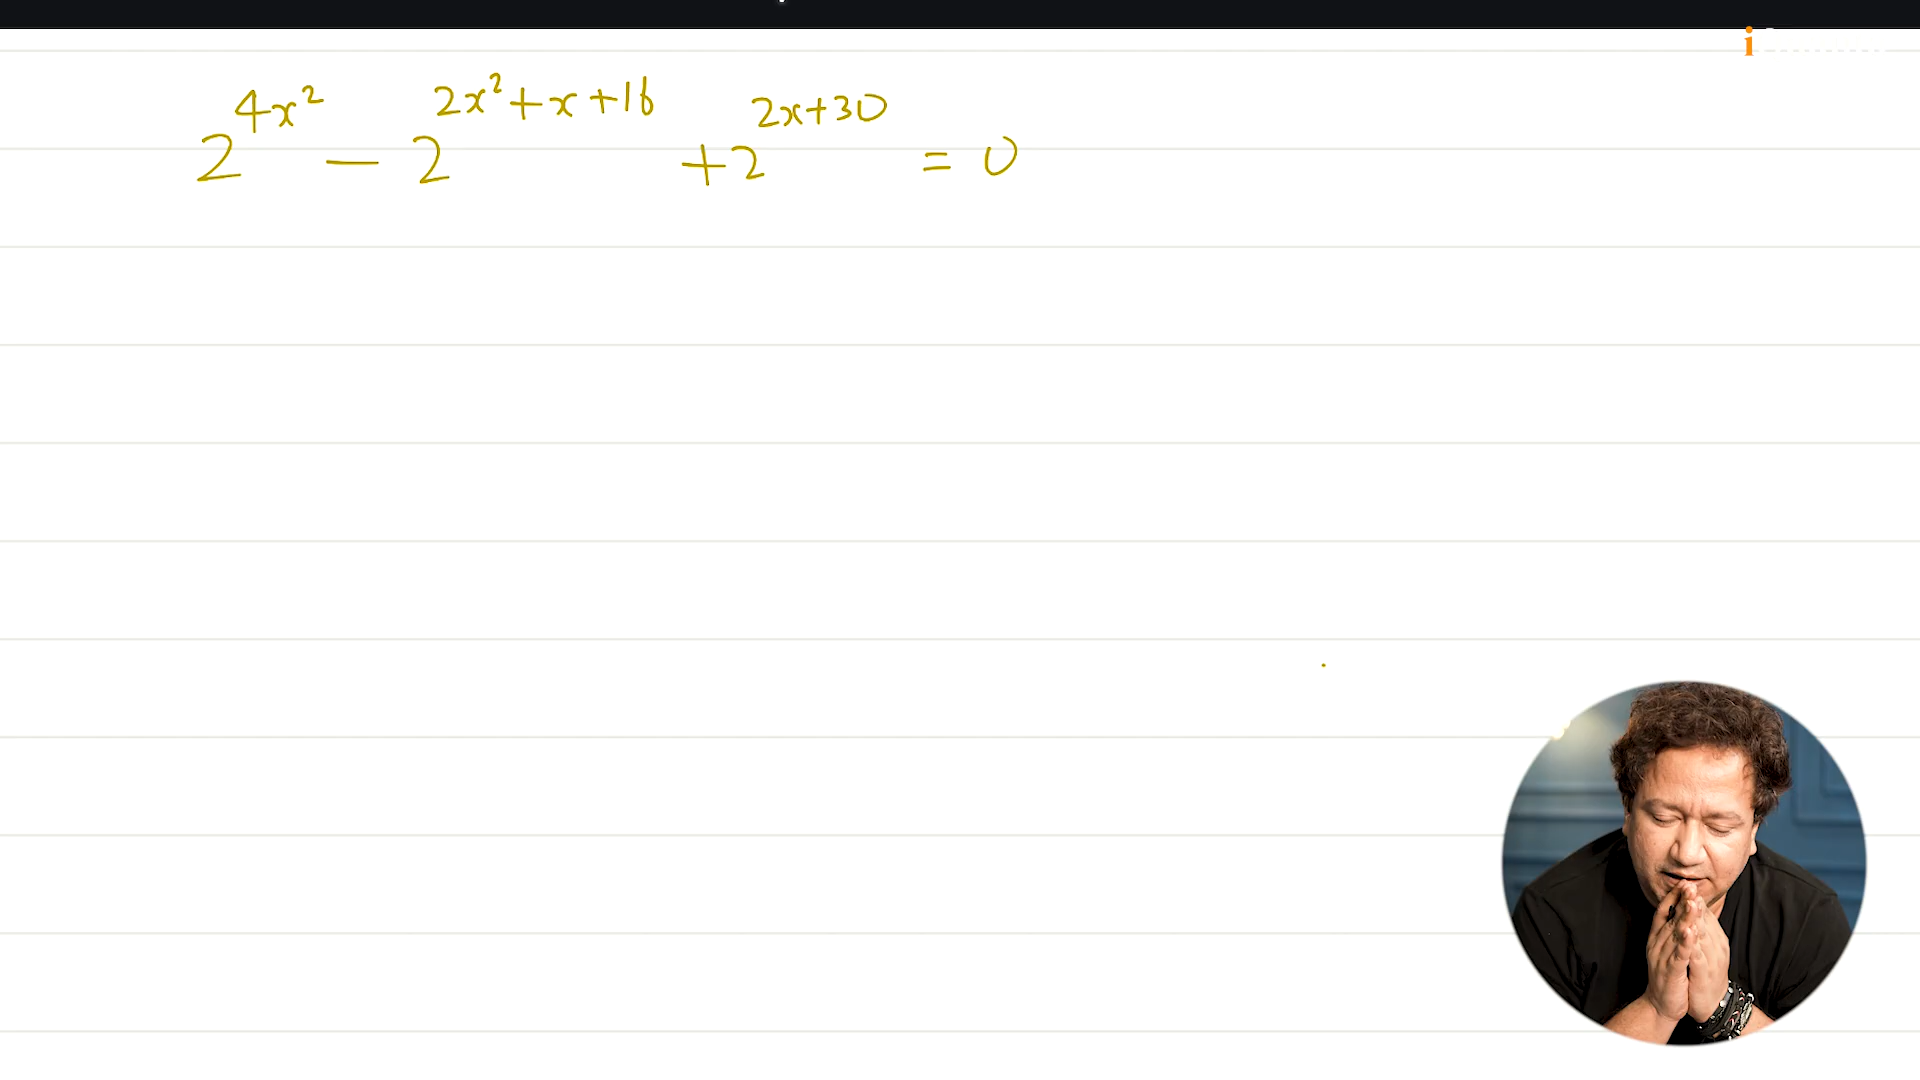 i
2^{4x^2} - 2^{2x^2+x+16} + 2^{2x+30} = 0